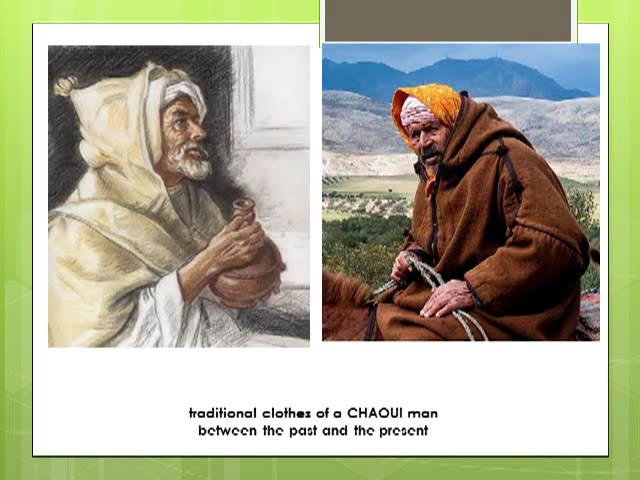 traditional clothes of a CHAOUI man
between the past and the present